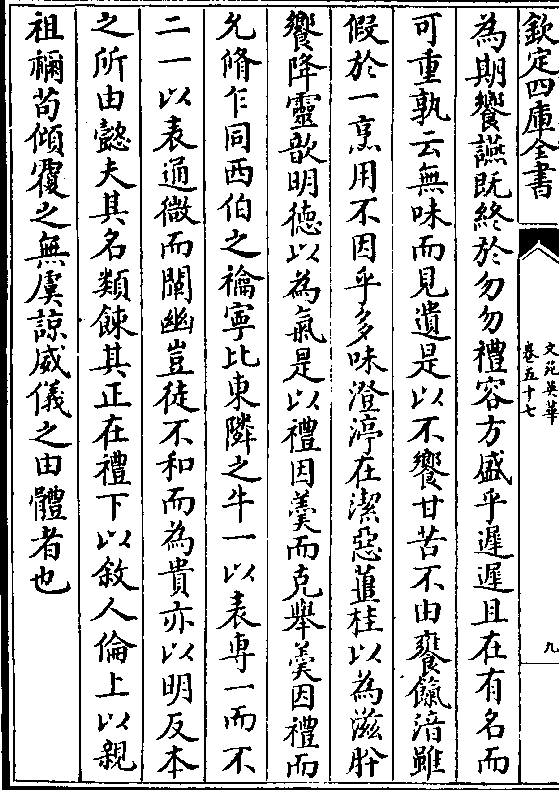 欽定四庫全書
文苑英華
卷五十七
九
為期饗讌既終於勿勿禮容方盛乎遲遲且在有名而
可重孰云無味而見遺是以不饗甘苦不由饔餼湆雖
假於一烹用不因乎多味澄渟在潔惡薑桂以為滋肸
饗降靈歆明德以為氣是以禮因羮而克舉羮因禮而
允脩乍同西伯之禴寧比東隣之牛一以表專一而不
二一以表通微而闡幽豈徒不和而為貴亦以明反本
之所由懿夫其名類餗其正在禮下以敘人倫上以親
祖禰苟傾覆之無虞諒威儀之由體者也